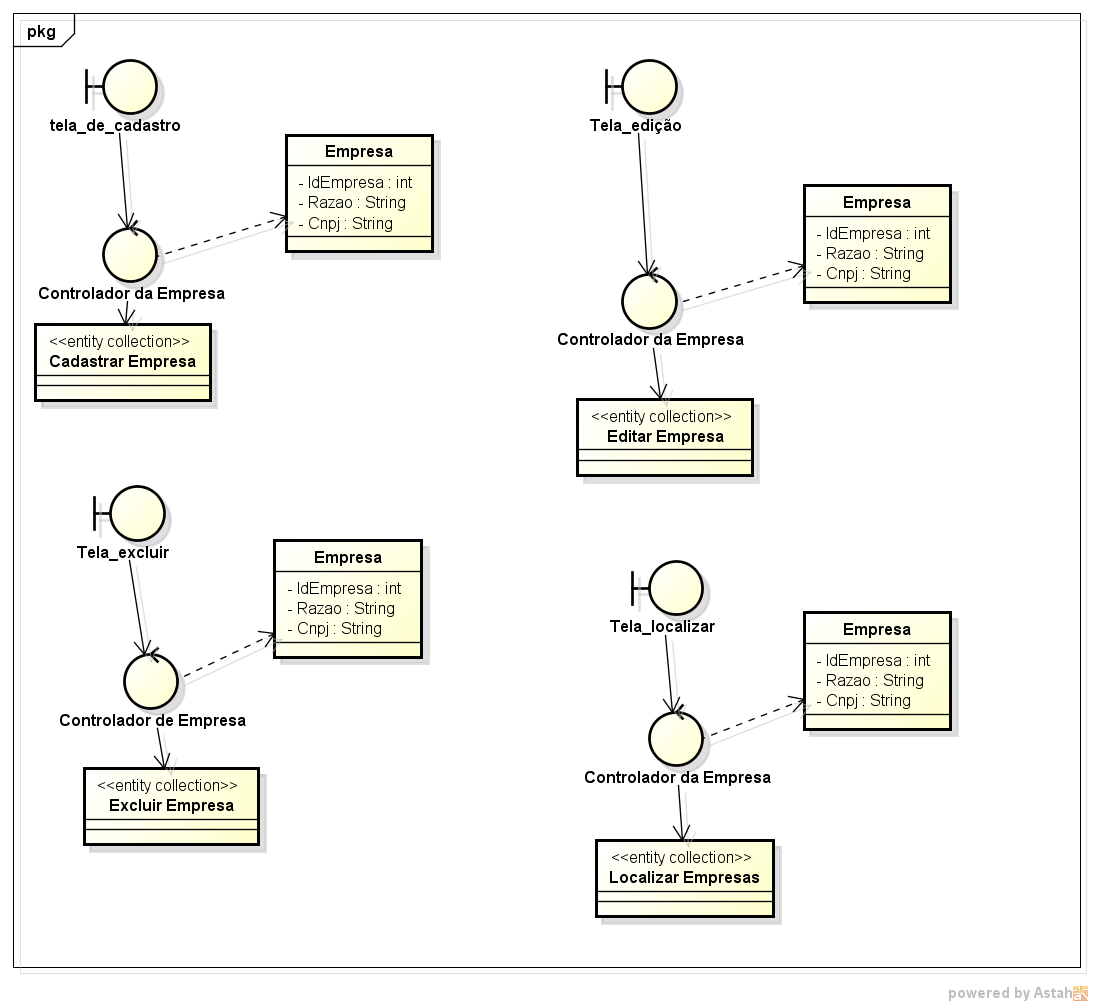 pkg
tela_de_cadastro
Empresa
- IdEmpresa : int
- Razao : String
- Cnpj : String
Controlador da Empresa
<<entity collection>>
Cadastrar Empresa
Tela_edição
Empresa
- IdEmpresa : int
- Razao : String
- Cnpj : String
Controlador da Empresa
<<entity collection>>
Editar Empresa
Tela_excluir
Empresa
- IdEmpresa : int
- Razao : String
- Cnpj : String
Controlador de Empresa
<<entity collection>>
Excluir Empresa
Tela_localizar
Empresa
- IdEmpresa : int
- Razao : String
- Cnpj : String
Controlador da Empresa
<<entity collection>>
Localizar Empresas
powered by Astah